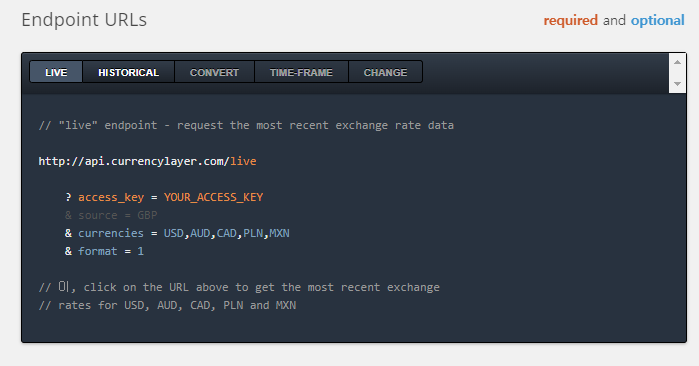 Endpoint URLs
required and optional
LIVE HISTORICAL CONVERT TIME-FRAME CHANGE
// "live" endpoint - request the most recent exchange rate data
http://api.currencylayer.com/live
? access_key = YOUR_ACCESS_KEY
& source = GBP
& currencies = USD,AUD,CAD,PLN,MXN
& format = 1
// 이, click on the URL above to get the most recent exchange
// rates for USD, AUD, CAD, PLN and MXN